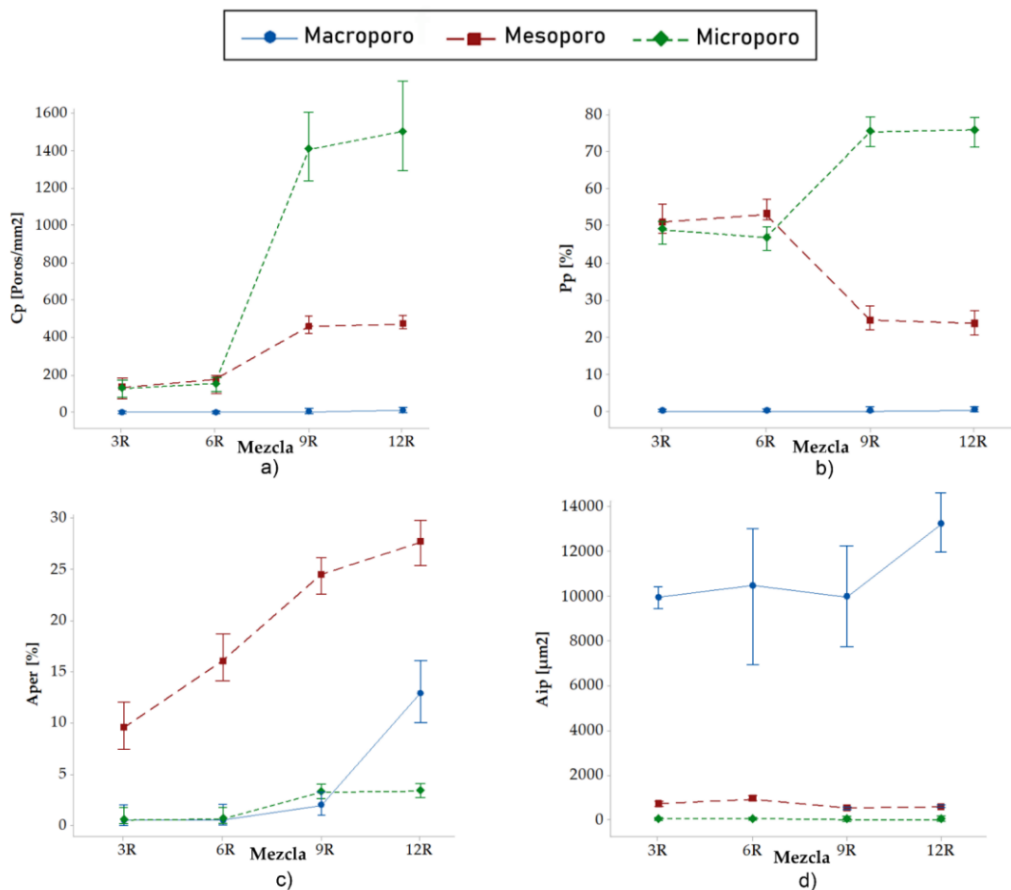 Macroporo Mesoporo Microporo
Cp [Poros/mm2]
1600
1400
1200
1000
800
600
400
200
0
3R 6R 9R 12R
Mezcla
a)
Pp [%]
80
70
60
50
40
30
20
10
0
3R 6R 9R 12R
Mezcla
b)
Aper [%]
30
25
20
15
10
5
0
3R 6R 9R 12R
Mezcla
c)
Aip [µm2]
14000
12000
10000
8000
6000
4000
2000
0
3R 6R 9R 12R
Mezcla
d)